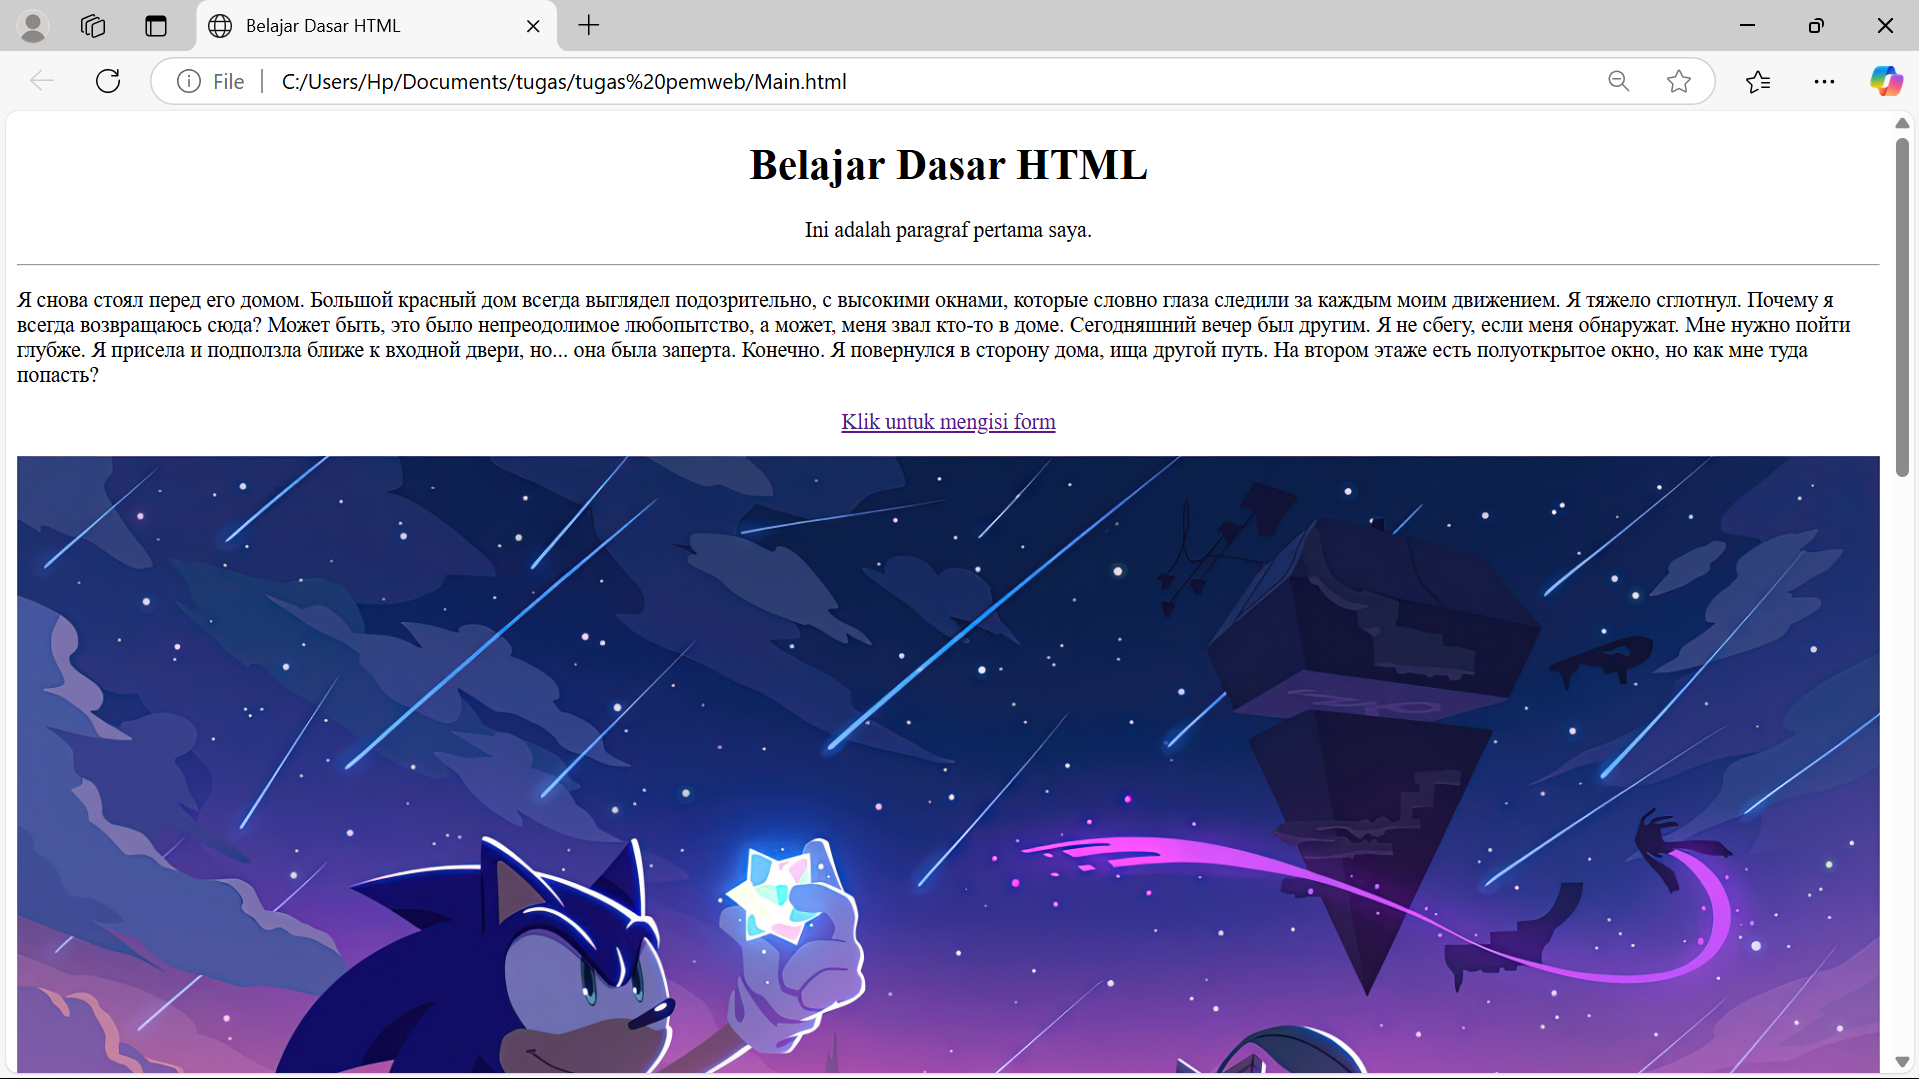 Belajar Dasar HTML
File
C:/Users/Hp/Documents/tugas/tugas%20pemweb/Main.html
Belajar Dasar HTML
Ini adalah paragraf pertama saya.
Я снова стоял перед его домом. Большой красный дом всегда выглядел подозрительно, с высокими окнами, которые словно глаза следили за каждым моим движением. Я тяжело сглотнул. Почему я
всегда возвращаюсь сюда? Может быть, это было непреодолимое любопытство, а может, меня звал кто-то в доме. Сегодняшний вечер был другим. Я не сбегу, если меня обнаружат. Мне нужно пойти
глубже. Я присела и подползла ближе к входной двери, но... она была заперта. Конечно. Я повернулся в сторону дома, ища другой путь. На втором этаже есть полуоткрытое окно, но как мне туда
попасть?
Klik untuk mengisi form